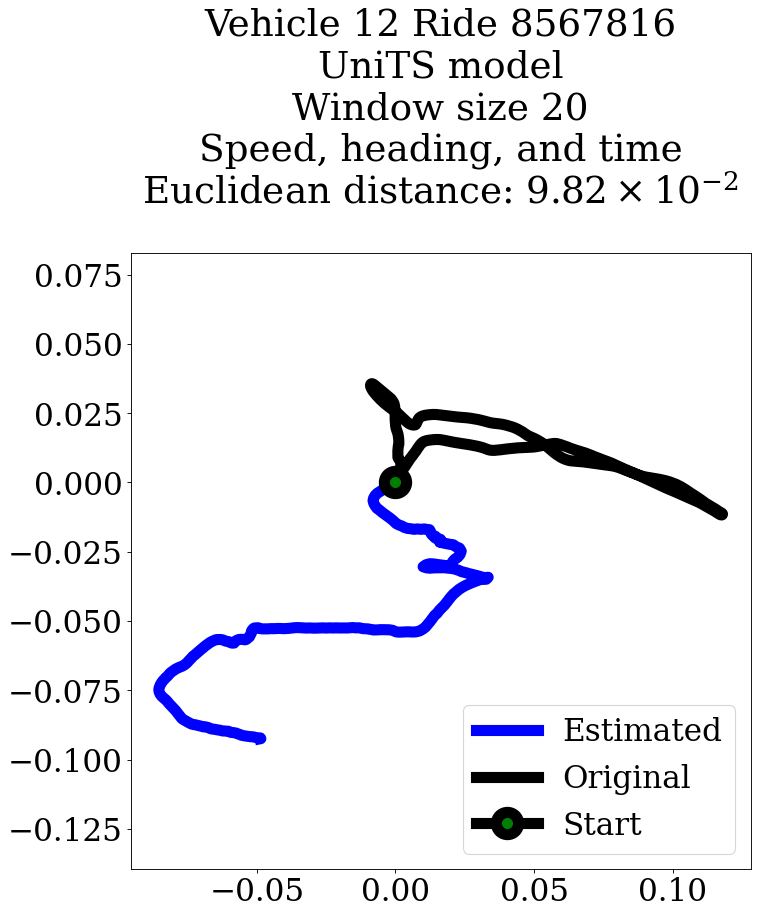 Vehicle 12 Ride 8567816
UniTS model
Window size 20
Speed, heading, and time
Euclidean distance: 9.82 × 10⁻²
0.075
0.050
0.025
0.000
−0.025
−0.050
−0.075
−0.100
−0.125
−0.05 0.00 0.05 0.10
Estimated
Original
Start